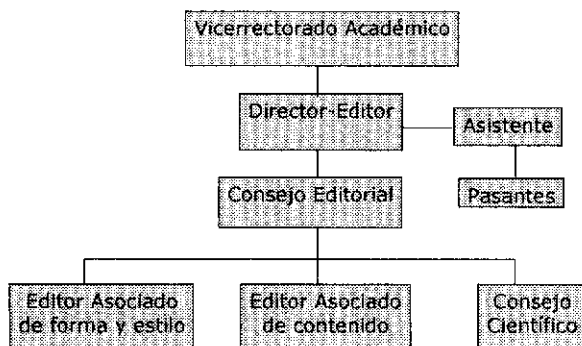 Vicerrectorado Académico
Director-Editor
Asistente
Consejo Editorial
Pasantes
Editor Asociado
de forma y estilo
Editor Asociado
de contenido
Consejo
Científico